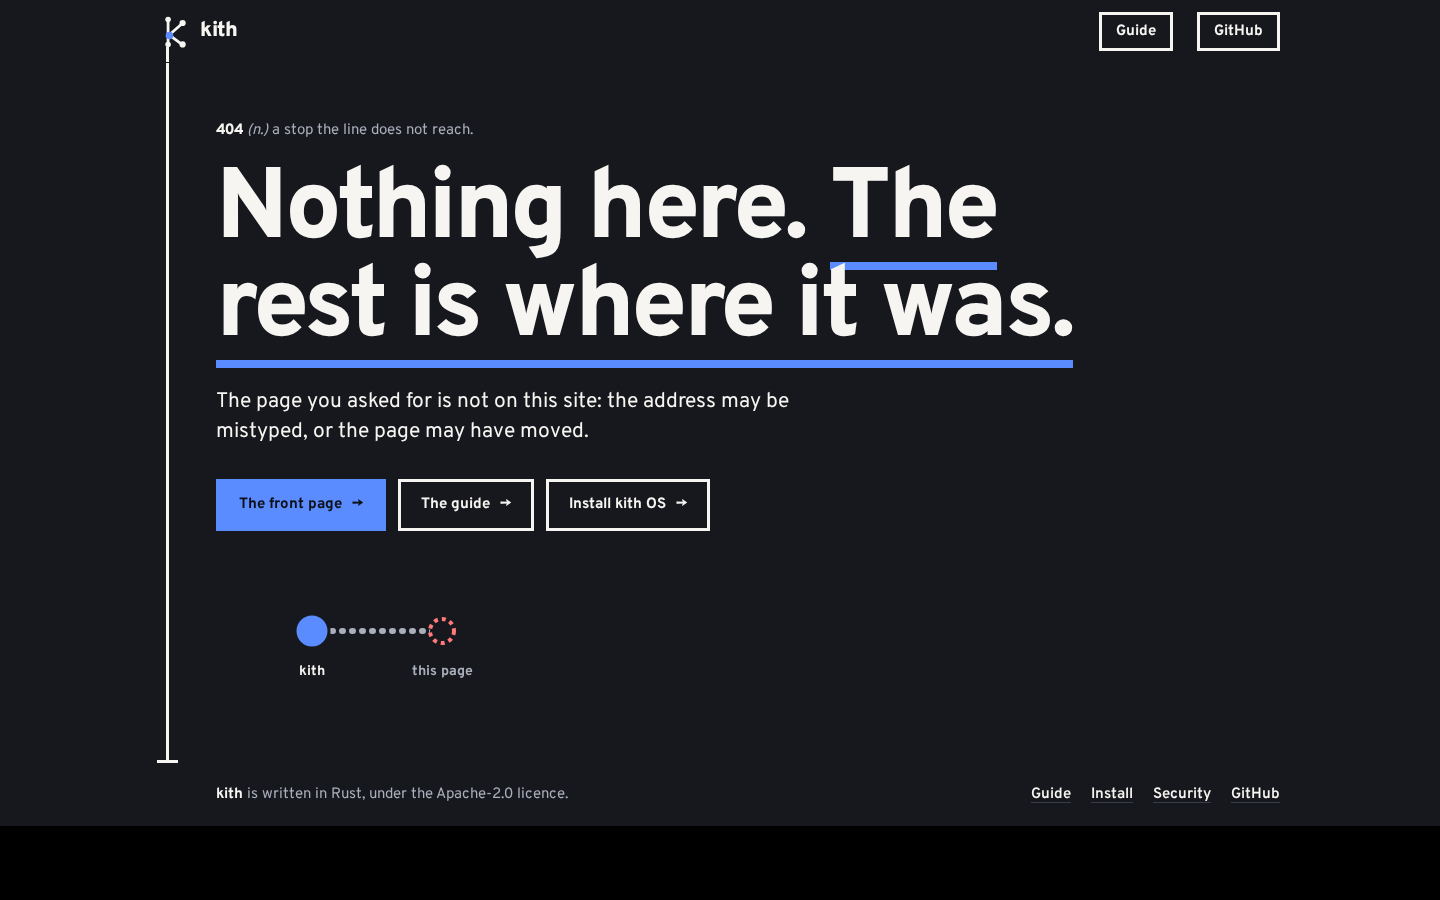 kith
Guide
GitHub
404 (n.) a stop the line does not reach.
Nothing here. The
rest is where it was.
The page you asked for is not on this site: the address may be
mistyped, or the page may have moved.
The front page →
The guide →
Install kith OS →
kith
this page
kith is written in Rust, under the Apache-2.0 licence.
Guide
Install
Security
GitHub